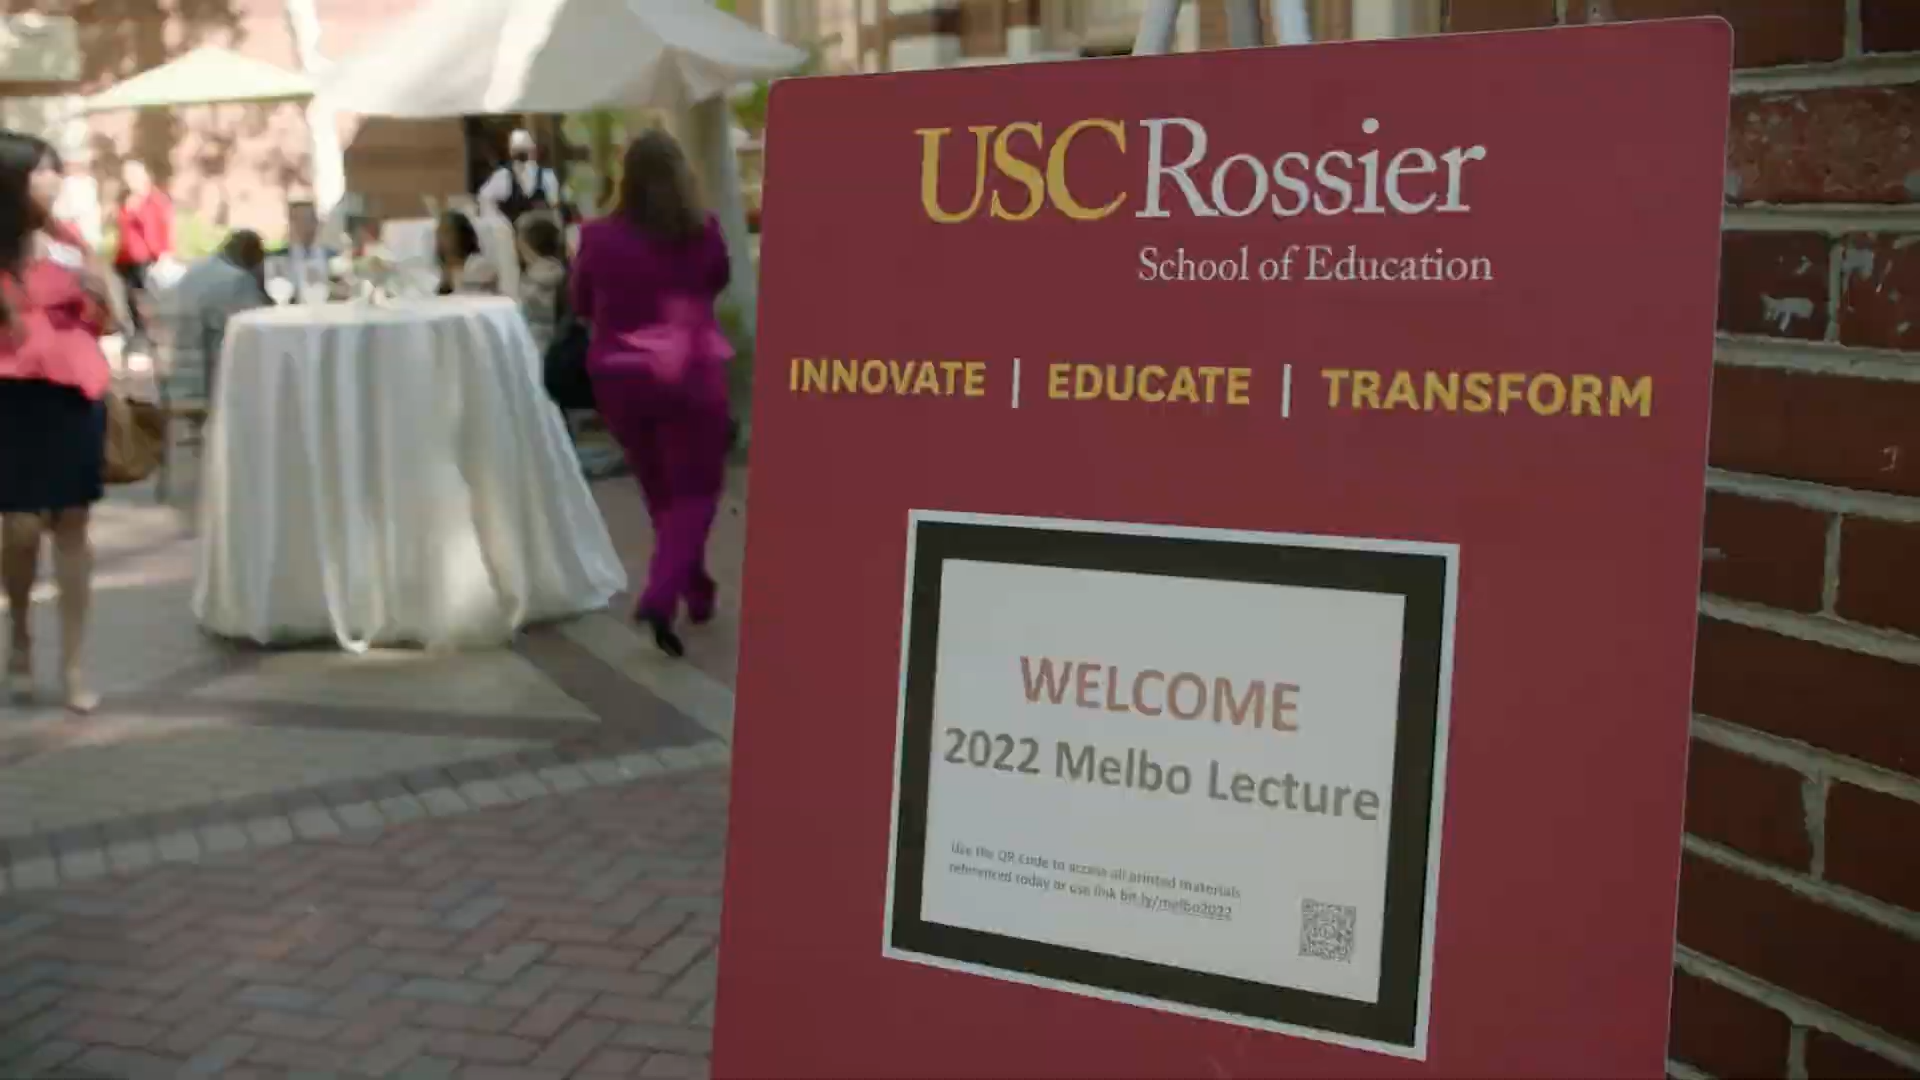 USC Rossier
School of Education
INNOVATE | EDUCATE | TRANSFORM
WELCOME
2022 Melbo Lecture
Use the QR Code to access all printed materials
referenced today or use link bit.ly/melbo2022